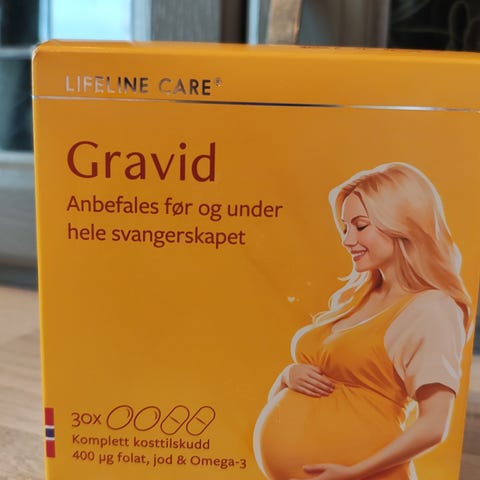 LIFELINE CARE®
Gravid
Anbefales før og under
hele svangerskapet
30x
Komplett kosttilskudd
400 µg folat, jod & Omega-3